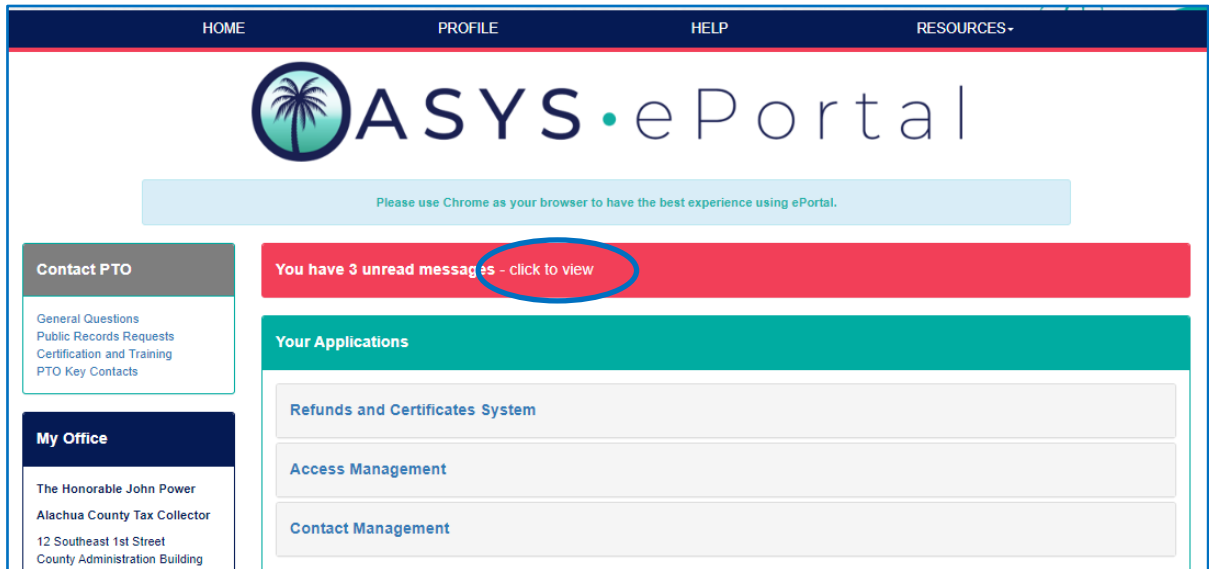 HOME PROFILE HELP RESOURCES
OASYS·ePortal
Please use Chrome as your browser to have the best experience using ePortal.
Contact PTO
General Questions
Public Records Requests
Certification and Training
PTO Key Contacts
My Office
The Honorable John Power
Alachua County Tax Collector
12 Southeast 1st Street
County Administration Building
You have 3 unread messages - click to view
Your Applications
Refunds and Certificates System
Access Management
Contact Management